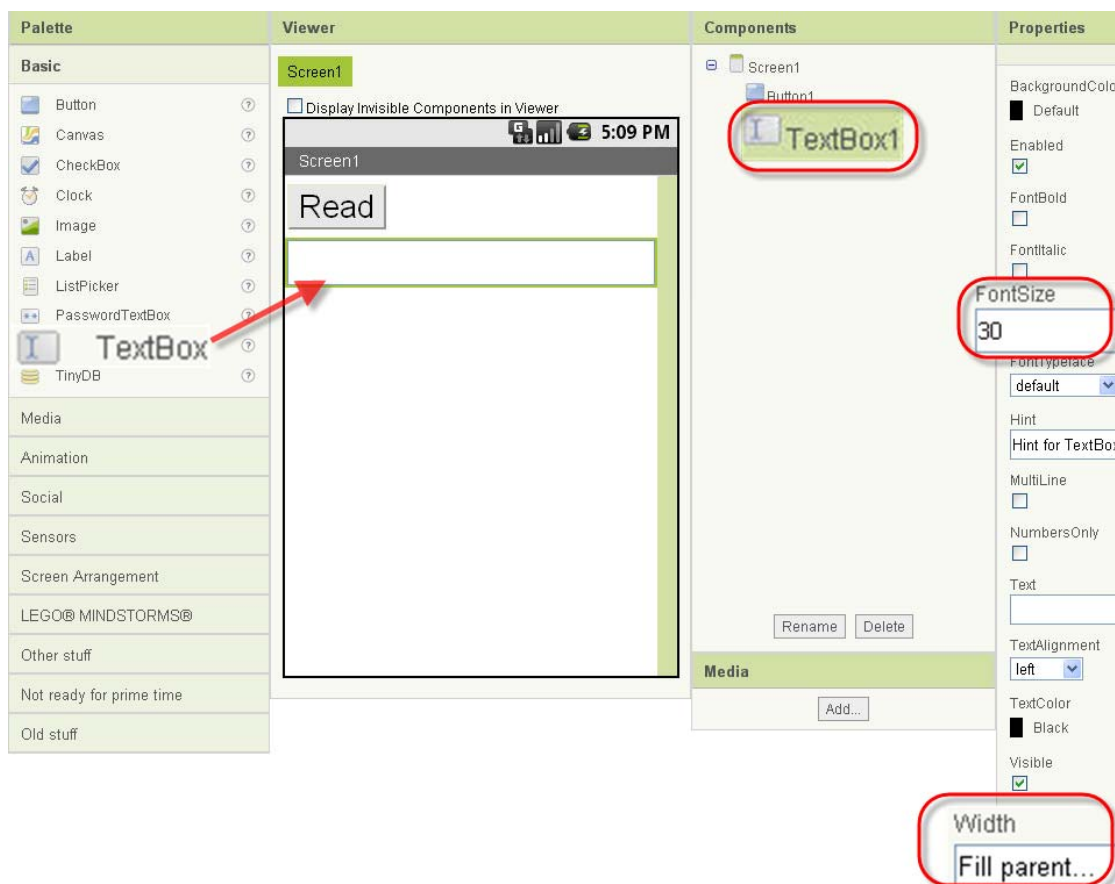 Palette
Basic
Button
Canvas
CheckBox
Clock
Image
Label
ListPicker
PasswordTextBox
TextBox
TinyDB
Media
Animation
Social
Sensors
Screen Arrangement
LEGO® MINDSTORMS®
Other stuff
Not ready for prime time
Old stuff
Viewer
Screen1
Display Invisible Components in Viewer
5:09 PM
Screen1
Read
Components
Screen1
Button1
TextBox1
Rename Delete
Media
Add...
Properties
BackgroundColo
Default
Enabled
FontBold
FontItalic
FontSize
30
FontTypeface
default
Hint
Hint for TextBo
MultiLine
NumbersOnly
Text
TextAlignment
left
TextColor
Black
Visible
Width
Fill parent...